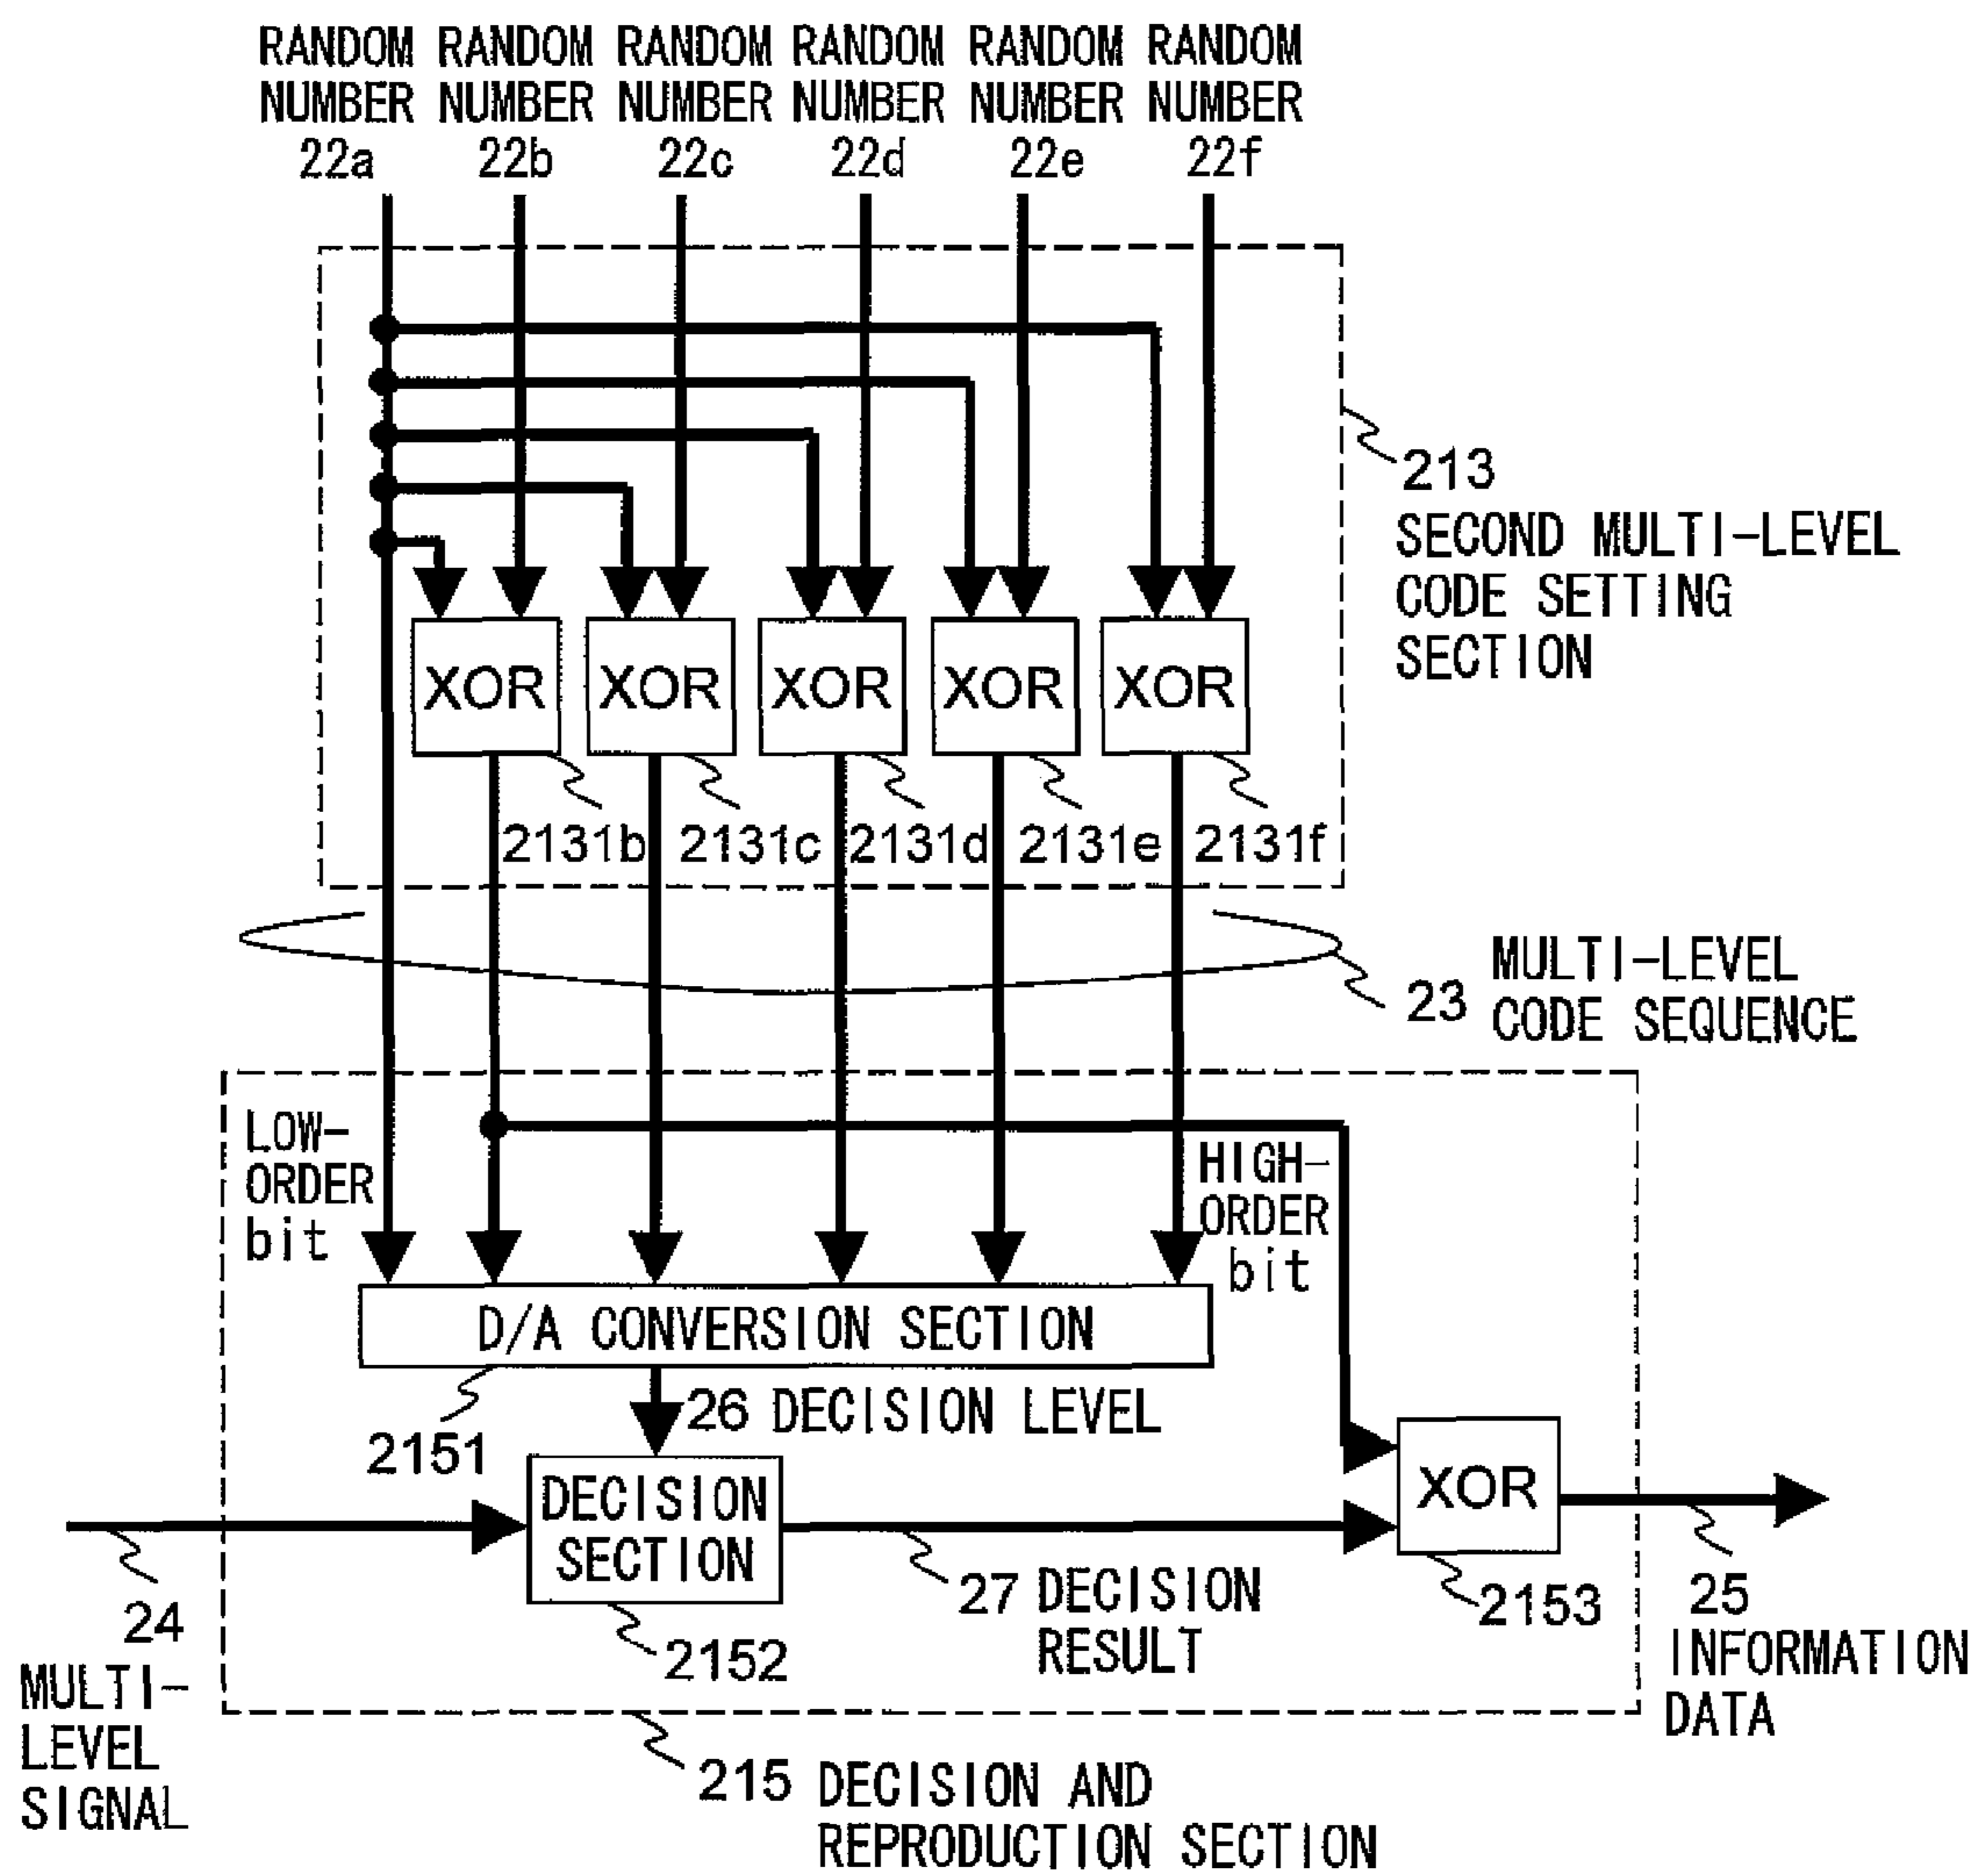 RANDOM RANDOM RANDOM RANDOM RANDOM RANDOM
NUMBER NUMBER NUMBER NUMBER NUMBER NUMBER
22a 22b 22c 22d 22e 22f
213
SECOND MULTI-LEVEL
CODE SETTING
SECTION
XOR XOR XOR XOR XOR
2131b 2131c 2131d 2131e 2131f
23 MULTI-LEVEL
CODE SEQUENCE
LOW-
ORDER
bit
HIGH-
ORDER
bit
D/A CONVERSION SECTION
26 DECISION LEVEL
2151
DECISION
SECTION
XOR
24
MULTI-
LEVEL
SIGNAL
2152
27 DECISION
RESULT
2153
25
INFORMATION
DATA
215 DECISION AND
REPRODUCTION SECTION